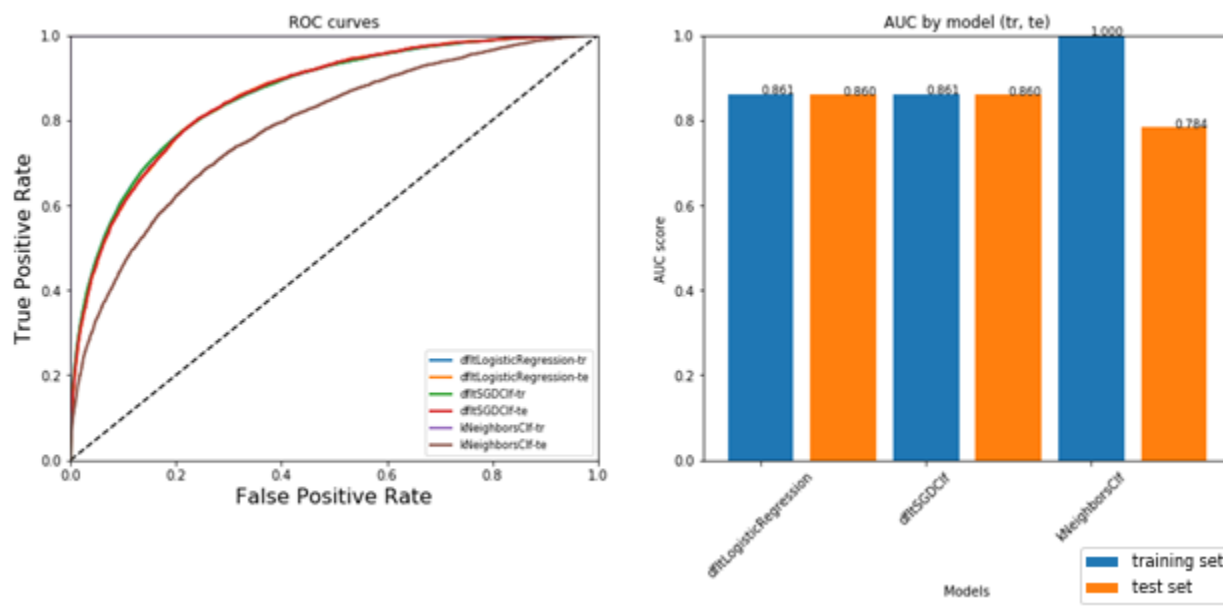 ROC curves
1.0
0.8
0.6
0.4
0.2
0.0
True Positive Rate
0.0 0.2 0.4 0.6 0.8 1.0
False Positive Rate
dfltLogisticRegression-tr
dfltLogisticRegression-te
dfltSGDClf-tr
dfltSGDClf-te
kNeighborsClf-tr
kNeighborsClf-te
AUC by model (tr, te)
1.0
0.8
0.6
0.4
0.2
0.0
AUC score
0.861 0.860 0.861 0.860 1.000 0.784
dfltLogisticRegression
dfltSGDClf
kNeighborsClf
Models
training set
test set